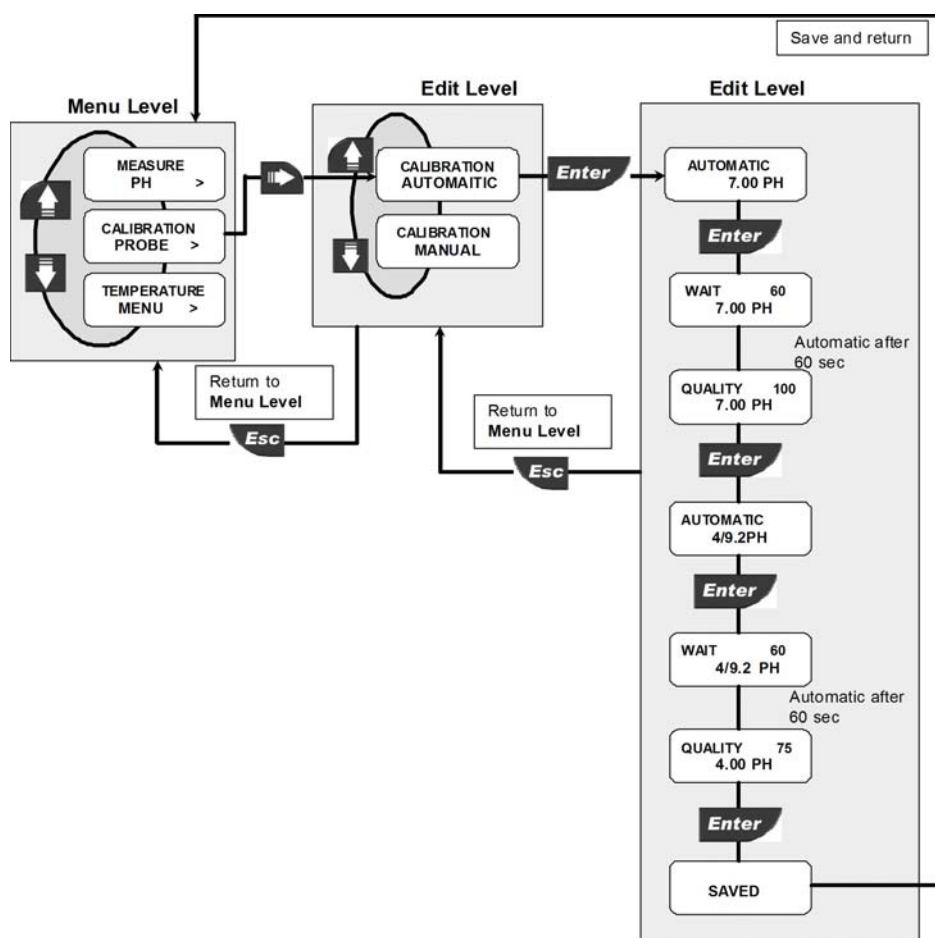 Save and return
Menu Level
Edit Level
Edit Level
MEASURE
PH >
CALIBRATION
PROBE >
TEMPERATURE
MENU >
CALIBRATION
AUTOMAITIC
CALIBRATION
MANUAL
Enter
Return to
Menu Level
Esc
Return to
Menu Level
Esc
AUTOMATIC
7.00 PH
Enter
WAIT 60
7.00 PH
Automatic after
60 sec
QUALITY 100
7.00 PH
Enter
AUTOMATIC
4/9.2PH
Enter
WAIT 60
4/9.2 PH
Automatic after
60 sec
QUALITY 75
4.00 PH
Enter
SAVED